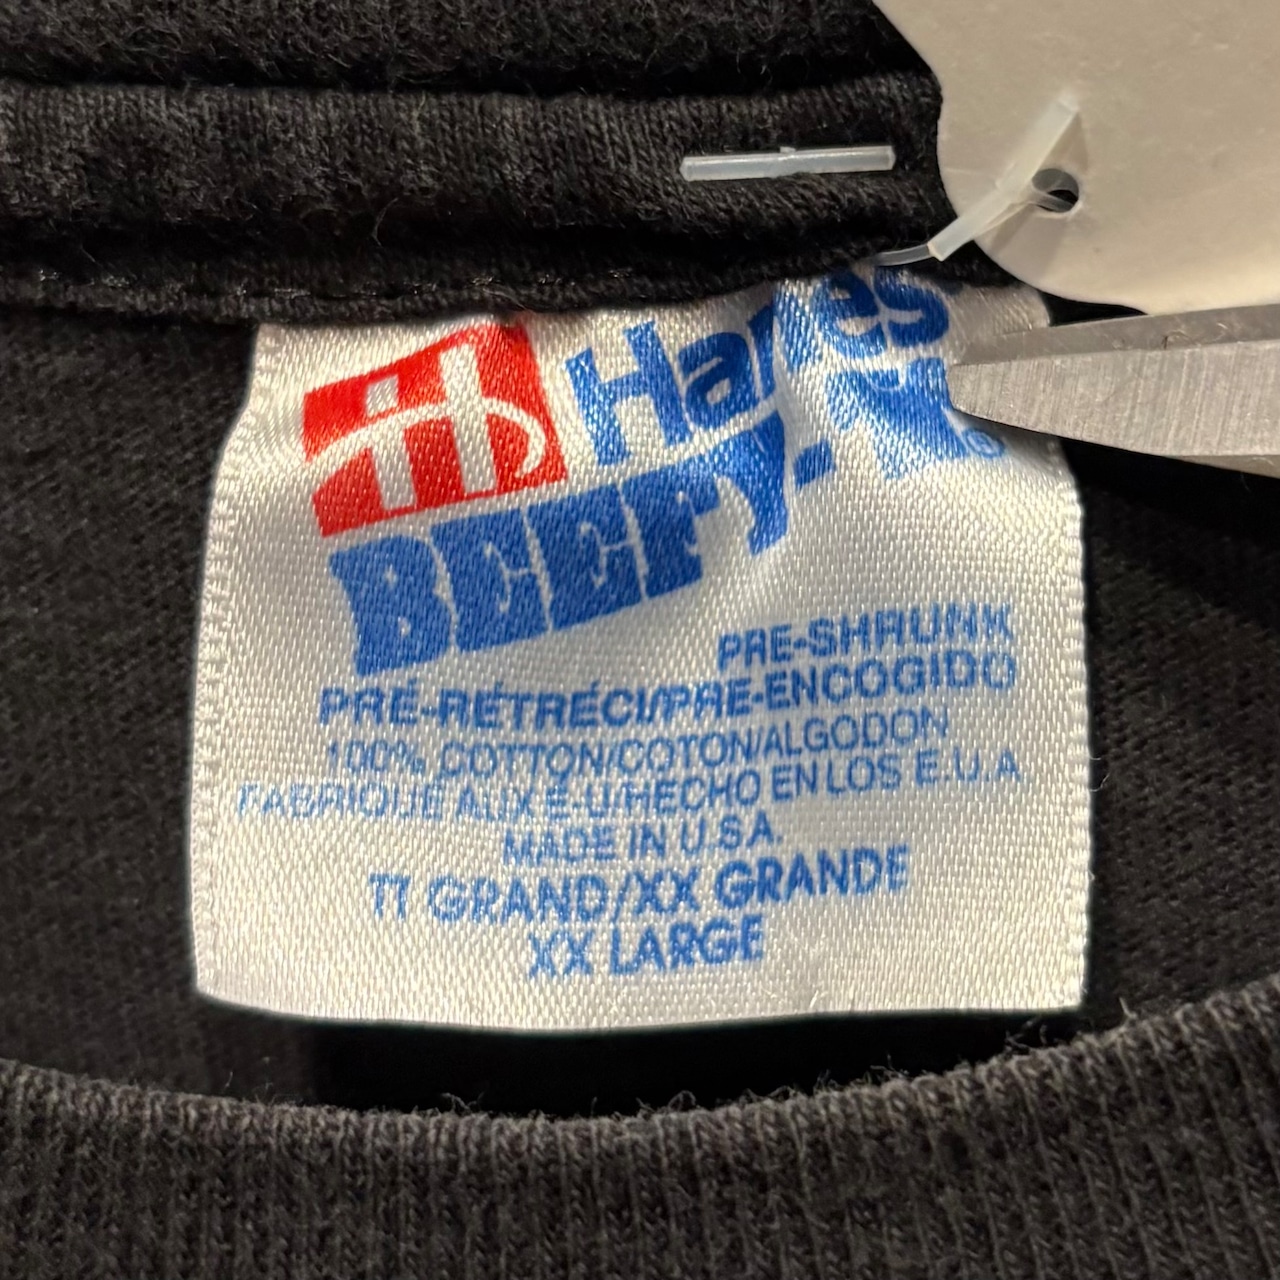 Hanes
BEEFY-T®
PRE-SHRUNK
PRÉ-RÉTRÉCI/PRE-ENCOGIDO
100% COTTON/COTON/ALGODON
FABRIQUÉ AUX É-U/HECHO EN LOS E.U.A
MADE IN U.S.A.
TT GRAND/XX GRANDE
XX LARGE